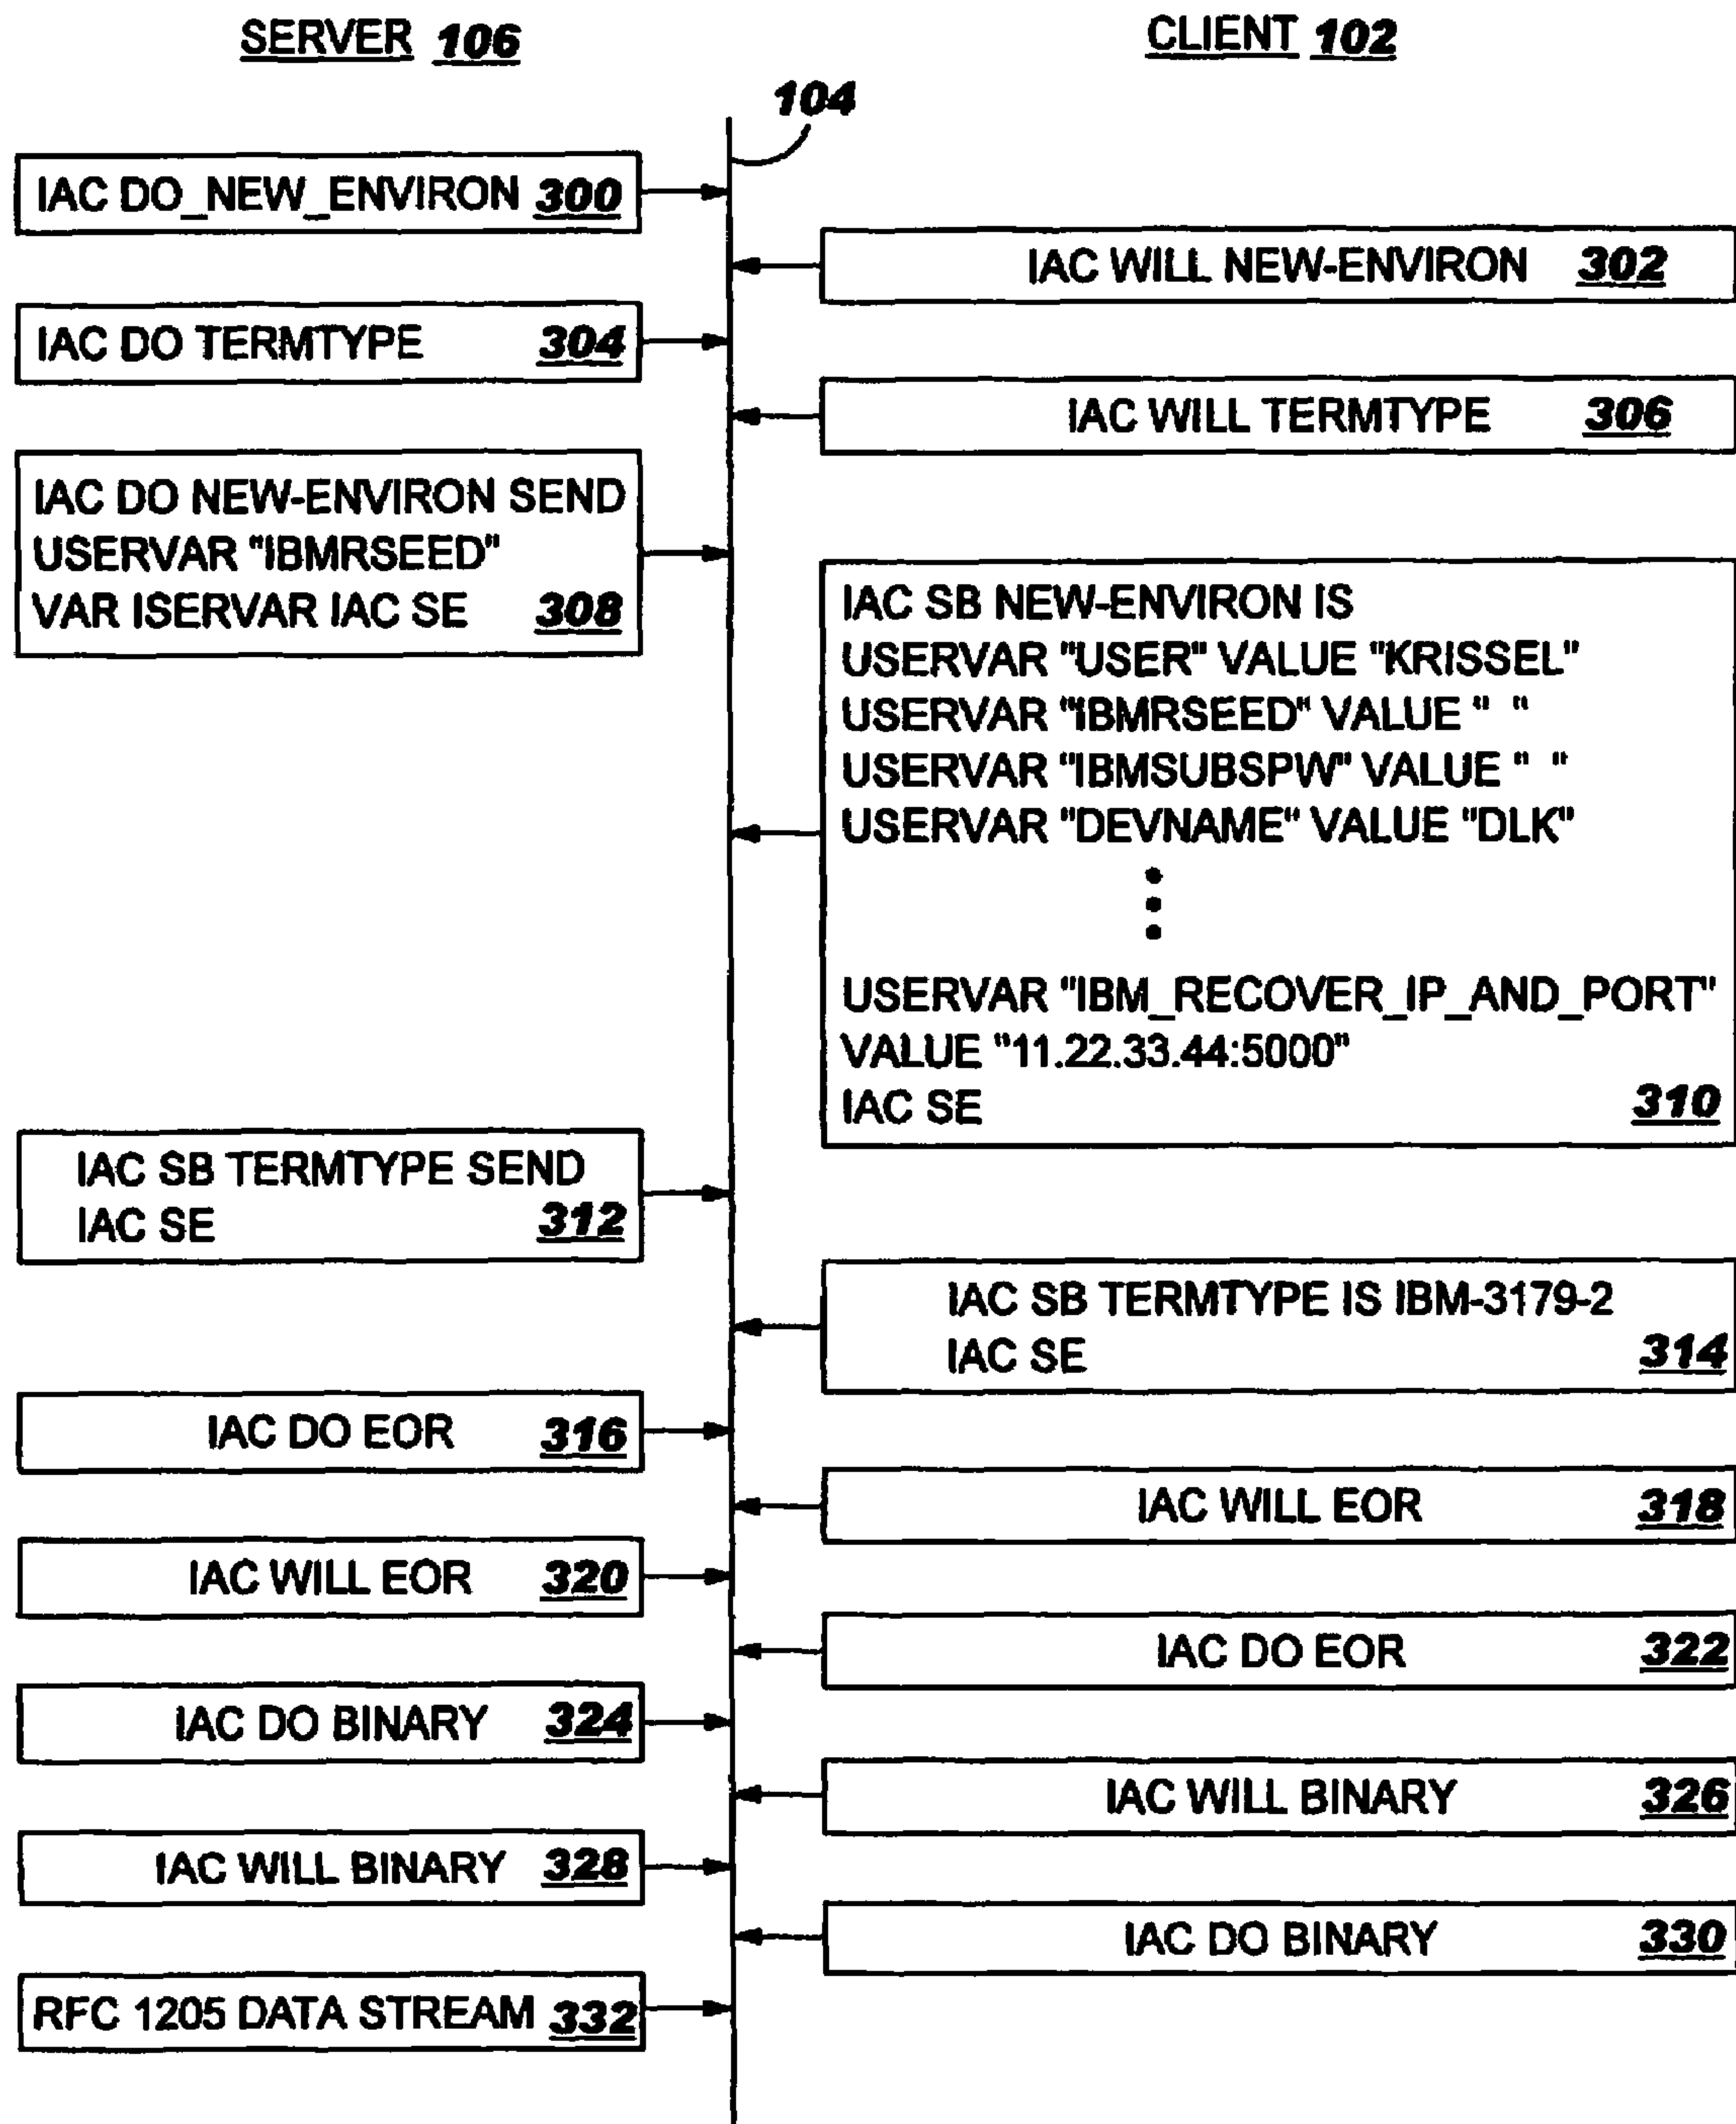 SERVER 106
CLIENT 102
104
IAC DO_NEW_ENVIRON 300
IAC WILL NEW-ENVIRON 302
IAC DO TERMTYPE 304
IAC WILL TERMTYPE 306
IAC DO NEW-ENVIRON SEND
USERVAR "IBMRSEED"
VAR ISERVAR IAC SE 308
IAC SB NEW-ENVIRON IS
USERVAR "USER" VALUE "KRISSEL"
USERVAR "IBMRSEED" VALUE " "
USERVAR "IBMSUBSPW" VALUE " "
USERVAR "DEVNAME" VALUE "DLK"
USERVAR "IBM_RECOVER_IP_AND_PORT"
VALUE "11.22.33.44:5000"
IAC SE 310
IAC SB TERMTYPE SEND
IAC SE 312
IAC SB TERMTYPE IS IBM-3179-2
IAC SE 314
IAC DO EOR 316
IAC WILL EOR 318
IAC WILL EOR 320
IAC DO EOR 322
IAC DO BINARY 324
IAC WILL BINARY 326
IAC WILL BINARY 328
IAC DO BINARY 330
RFC 1205 DATA STREAM 332